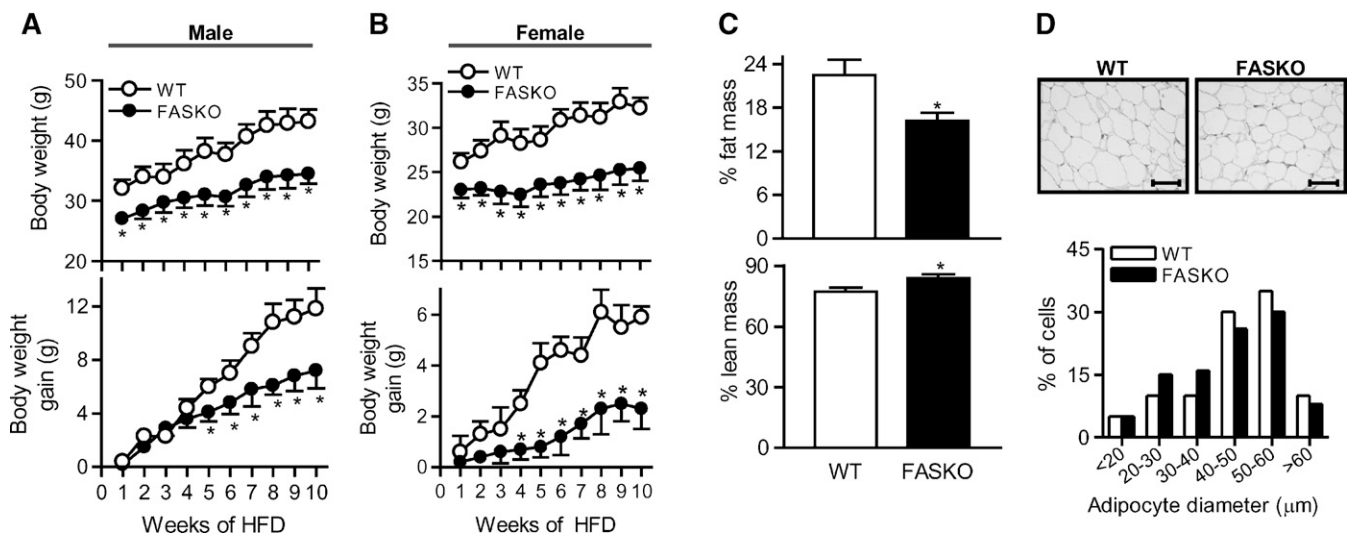 A
Male
WT
FASKO
Body weight (g)
50
40
30
20
* * * * * * * * * *
Body weight
gain (g)
12
8
4
0
* * * * * *
0 1 2 3 4 5 6 7 8 9 10
Weeks of HFD
B
Female
WT
FASKO
Body weight (g)
35
30
25
20
15
* * * * * * * * * *
Body weight
gain (g)
6
4
2
0
* * * * * * *
0 1 2 3 4 5 6 7 8 9 10
Weeks of HFD
C
% fat mass
24
18
12
6
0
*
% lean mass
90
60
30
0
*
WT FASKO
D
WT FASKO
WT
FASKO
% of cells
45
30
15
0
<20 20-30 30-40 40-50 50-60 >60
Adipocyte diameter (µm)